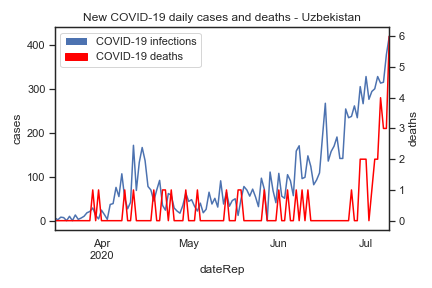 New COVID-19 daily cases and deaths - Uzbekistan
COVID-19 infections
COVID-19 deaths
400
300
200
100
0
cases
6
5
4
3
2
1
0
deaths
Apr
2020
May
Jun
Jul
dateRep